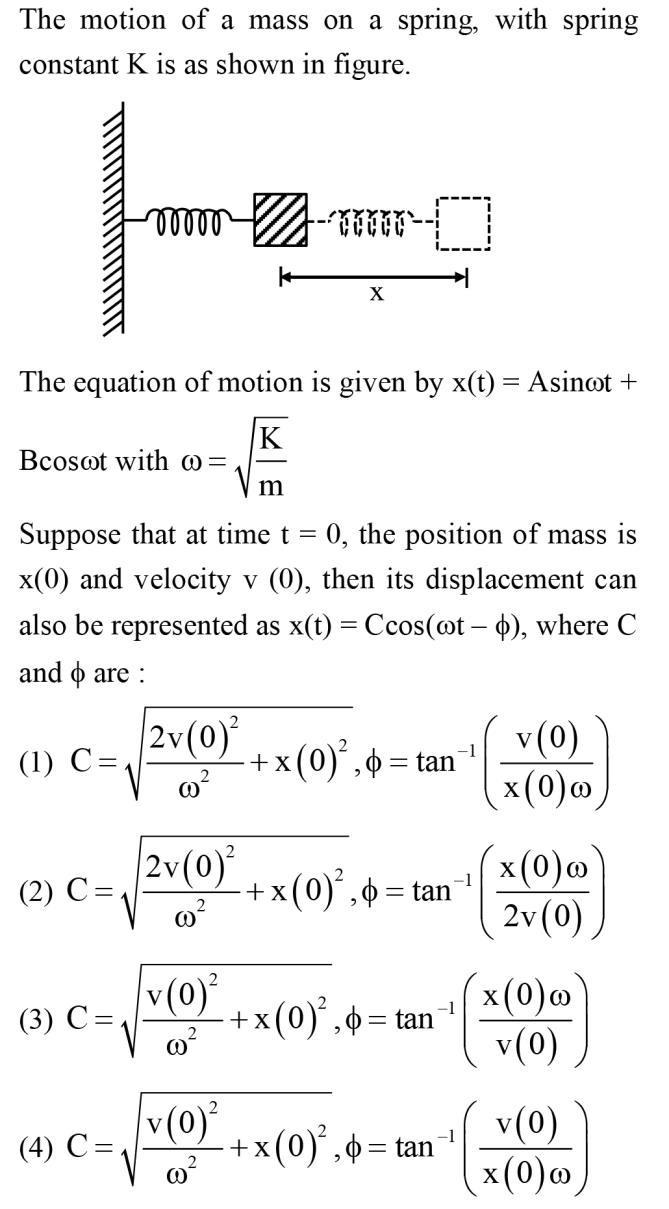 The motion of a mass on a spring, with spring
constant K is as shown in figure.
x
The equation of motion is given by x(t) = Asinωt +
Bcosωt with ω = √(K/m)
Suppose that at time t = 0, the position of mass is
x(0) and velocity v (0), then its displacement can
also be represented as x(t) = Ccos(ωt – ϕ), where C
and ϕ are :
(1) C = √(2v(0)²/ω² + x(0)²), ϕ = tan⁻¹(v(0)/x(0)ω)
(2) C = √(2v(0)²/ω² + x(0)²), ϕ = tan⁻¹(x(0)ω/2v(0))
(3) C = √(v(0)²/ω² + x(0)²), ϕ = tan⁻¹(x(0)ω/v(0))
(4) C = √(v(0)²/ω² + x(0)²), ϕ = tan⁻¹(v(0)/x(0)ω)